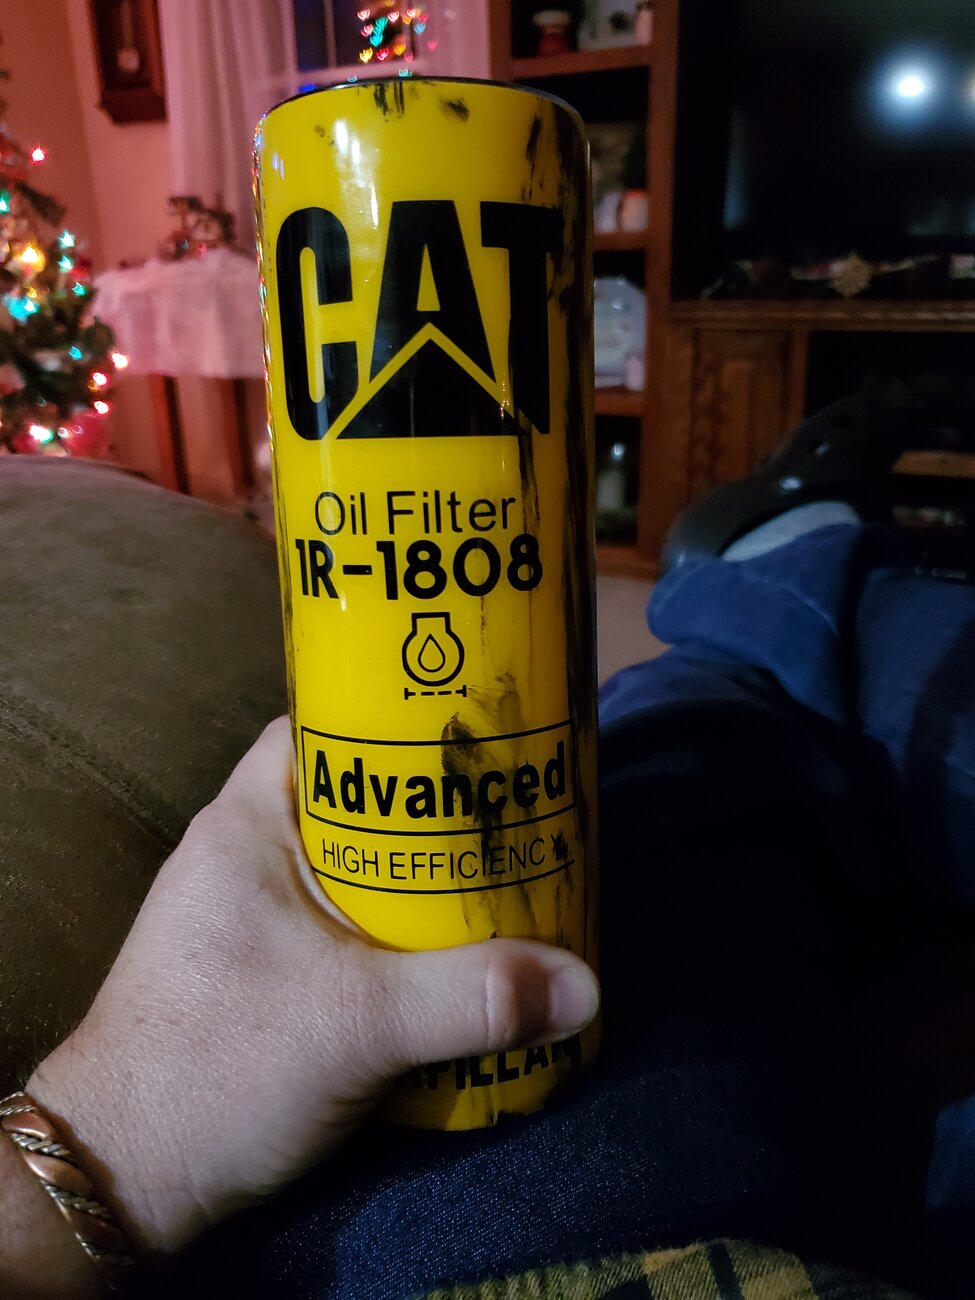 CAT
Oil Filter
1R-1808
Advanced
HIGH EFFICIENCY